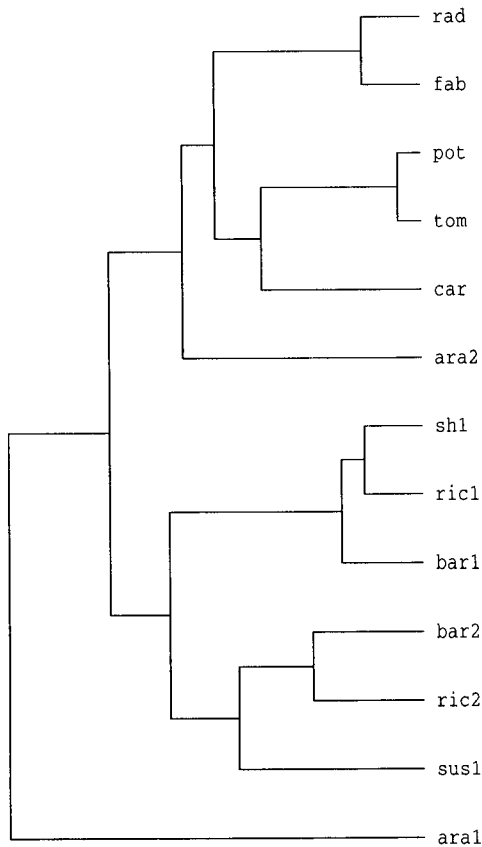 rad
fab
pot
tom
car
ara2
sh1
ric1
bar1
bar2
ric2
sus1
ara1